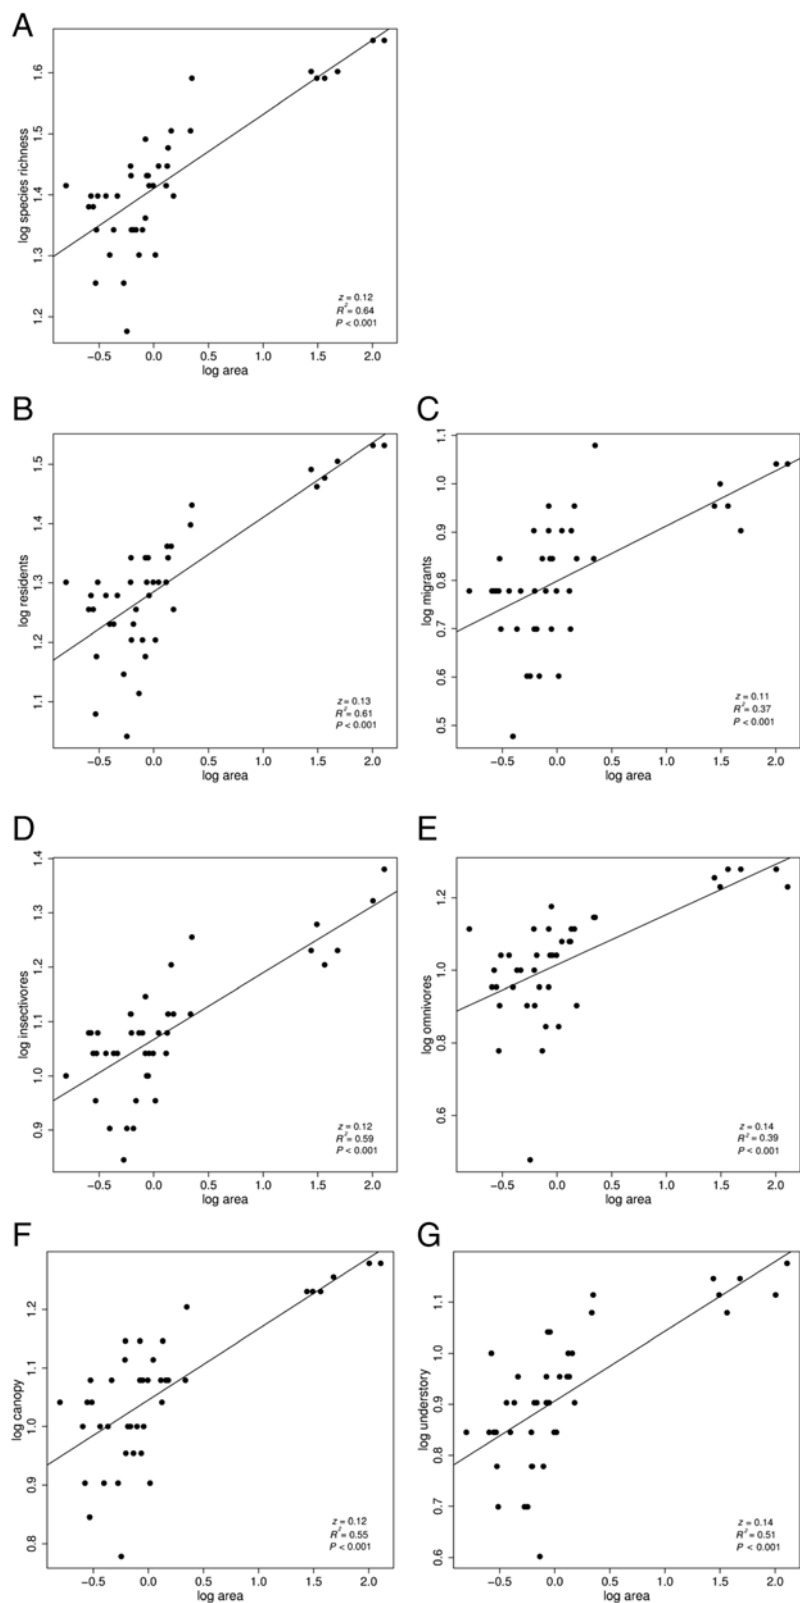 A
log species richness
1.6
1.5
1.4
1.3
1.2
z = 0.12
R² = 0.64
P < 0.001
−0.5 0.0 0.5 1.0 1.5 2.0
log area
B
log residents
1.5
1.4
1.3
1.2
1.1
z = 0.13
R² = 0.61
P < 0.001
−0.5 0.0 0.5 1.0 1.5 2.0
log area
C
log migrants
1.1
1.0
0.9
0.8
0.7
0.6
0.5
z = 0.11
R² = 0.37
P < 0.001
−0.5 0.0 0.5 1.0 1.5 2.0
log area
D
log insectivores
1.4
1.3
1.2
1.1
1.0
0.9
z = 0.12
R² = 0.59
P < 0.001
−0.5 0.0 0.5 1.0 1.5 2.0
log area
E
log omnivores
1.2
1.0
0.8
0.6
z = 0.14
R² = 0.39
P < 0.001
−0.5 0.0 0.5 1.0 1.5 2.0
log area
F
log canopy
1.2
1.1
1.0
0.9
0.8
z = 0.12
R² = 0.55
P < 0.001
−0.5 0.0 0.5 1.0 1.5 2.0
log area
G
log understory
1.1
1.0
0.9
0.8
0.7
0.6
z = 0.14
R² = 0.51
P < 0.001
−0.5 0.0 0.5 1.0 1.5 2.0
log area